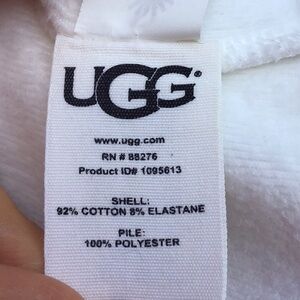 UGG®
www.ugg.com
RN # 88276
Product ID# 1095613
SHELL:
92% COTTON 8% ELASTANE
PILE:
100% POLYESTER